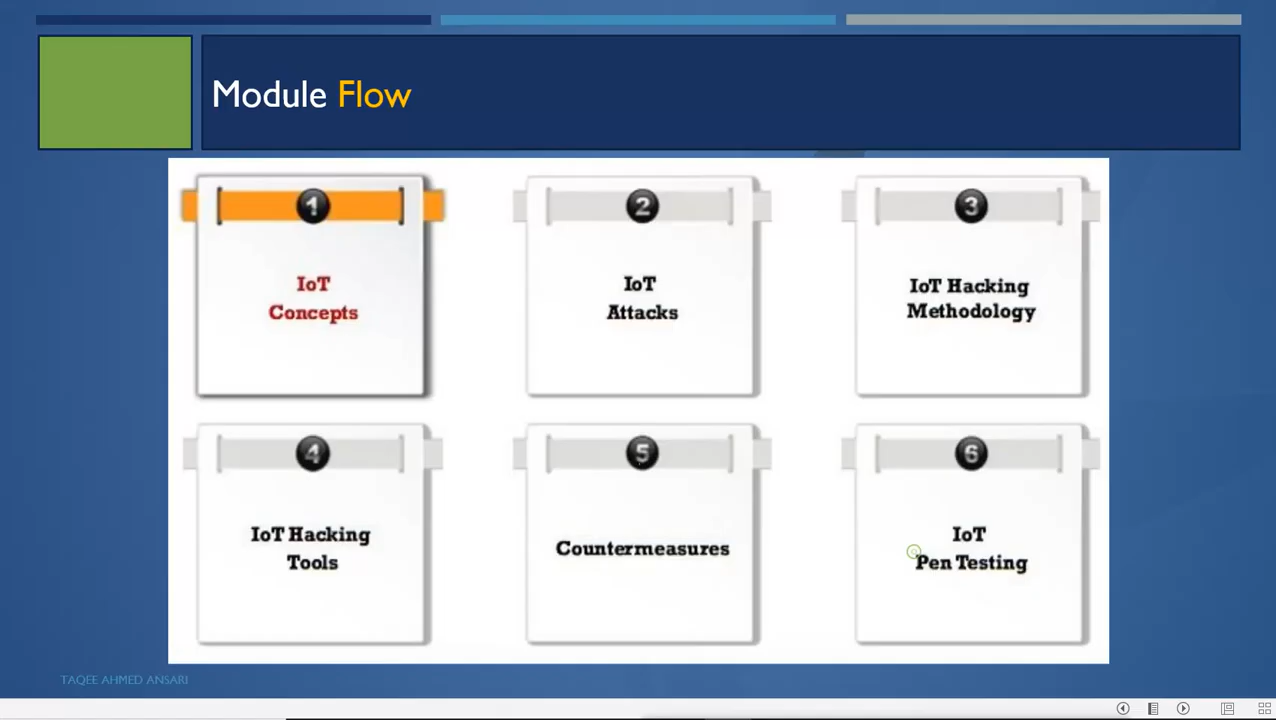 Module Flow
1
IoT
Concepts
2
IoT
Attacks
3
IoT Hacking
Methodology
4
IoT Hacking
Tools
5
Countermeasures
6
IoT
Pen Testing
TAQEE AHMED ANSARI